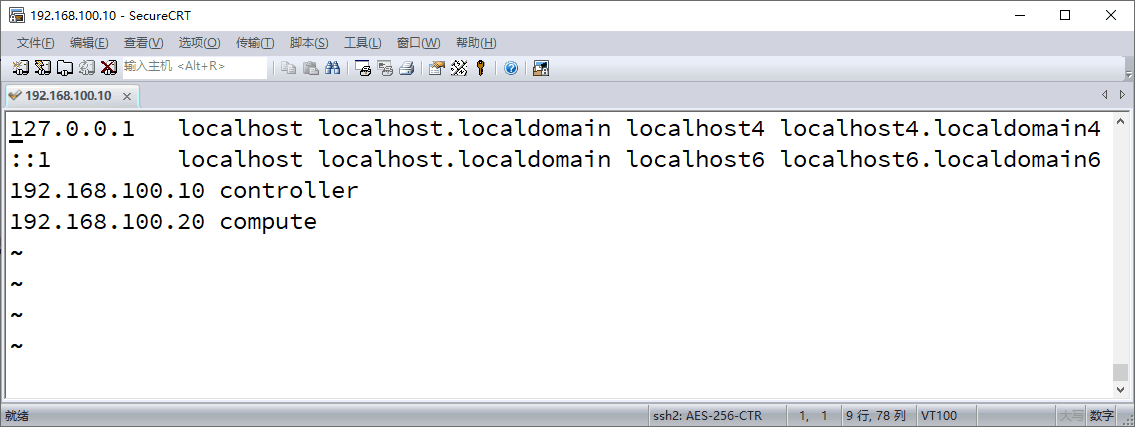 192.168.100.10 - SecureCRT
文件(F) 编辑(E) 查看(V) 选项(O) 传输(T) 脚本(S) 工具(L) 窗口(W) 帮助(H)
输入主机 <Alt+R>
192.168.100.10
127.0.0.1   localhost localhost.localdomain localhost4 localhost4.localdomain4
::1         localhost localhost.localdomain localhost6 localhost6.localdomain6
192.168.100.10 controller
192.168.100.20 compute
~
~
~
~
就绪 ssh2: AES-256-CTR 1, 1 9 行, 78 列 VT100 大写 数字